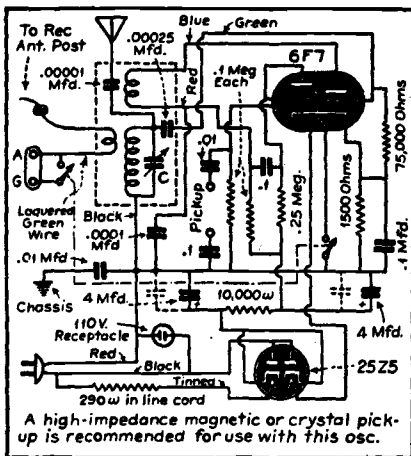 To Rec
Ant. Post
.00001
Mfd.
.00025
Mfd.
Blue
Green
Red
.1 Meg
Each
6F7
75,000 Ohms
A
G
C
.01
Pickup
.1
.1
.25 Meg.
1500 Ohms
.1 Mfd.
Laquered
Green
Wire
Black
.0001
Mfd
.01 Mfd
Chassis
4 Mfd.
10,000 ω
4
Mfd.
110 V.
Receptacle
Red
Black
Tinned
25Z5
290 ω in line cord
A high-impedance magnetic or crystal pick-
up is recommended for use with this osc.